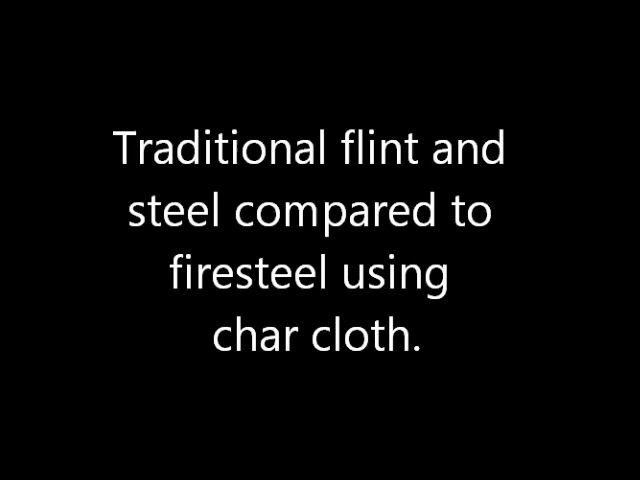 Traditional flint and
steel compared to
firesteel using
char cloth.